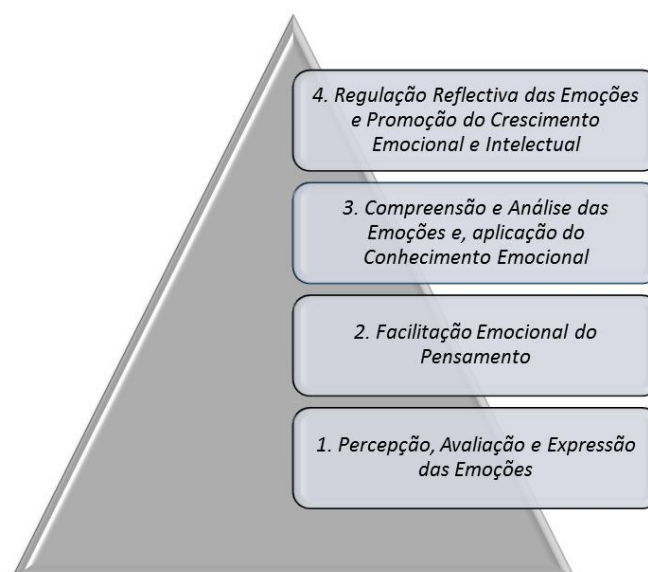 4. Regulação Reflectiva das Emoções
e Promoção do Crescimento
Emocional e Intelectual
3. Compreensão e Análise das
Emoções e, aplicação do
Conhecimento Emocional
2. Facilitação Emocional do
Pensamento
1. Percepção, Avaliação e Expressão
das Emoções